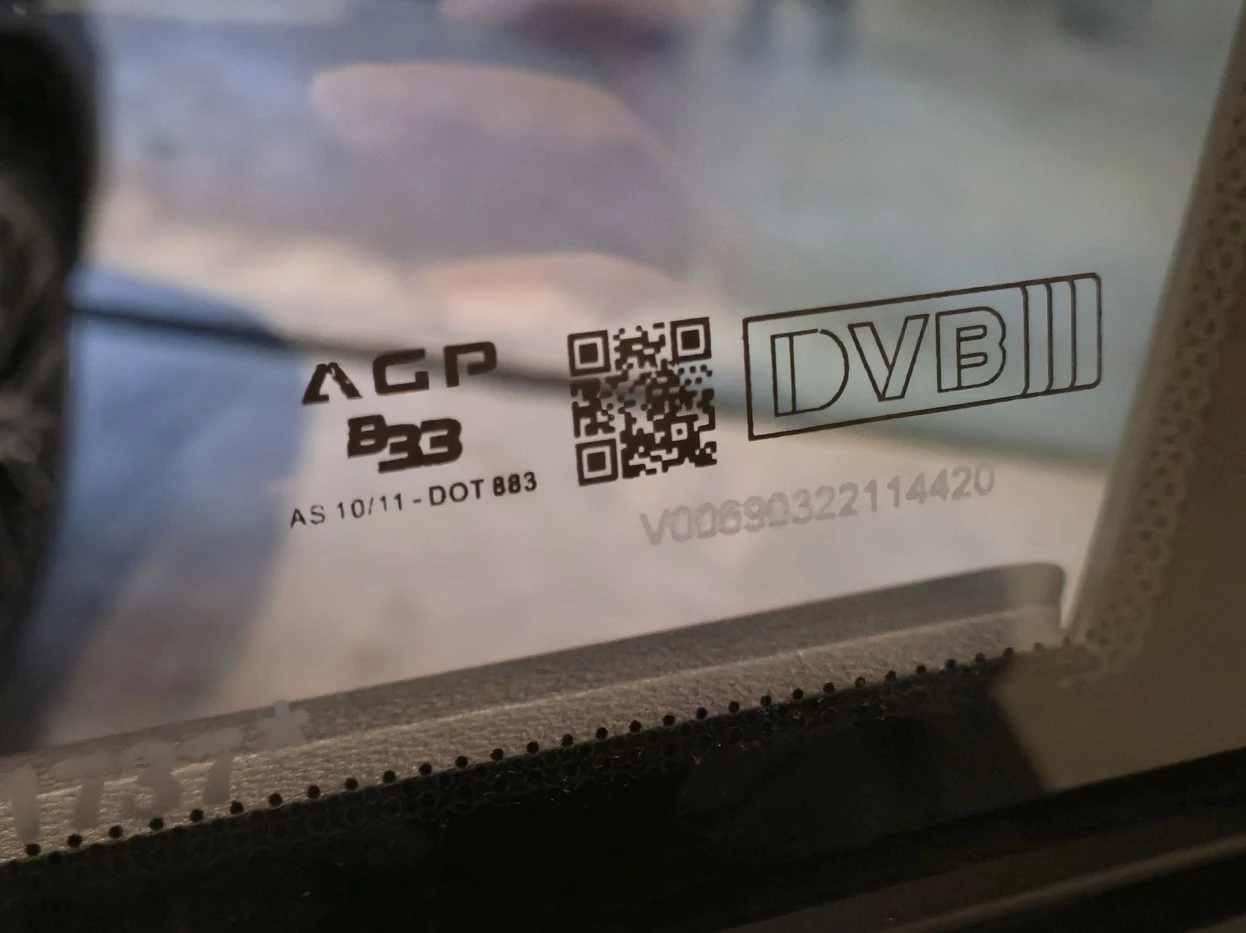 AGP
B33
AS 10/11 - DOT 883
DVB
V00690322114420